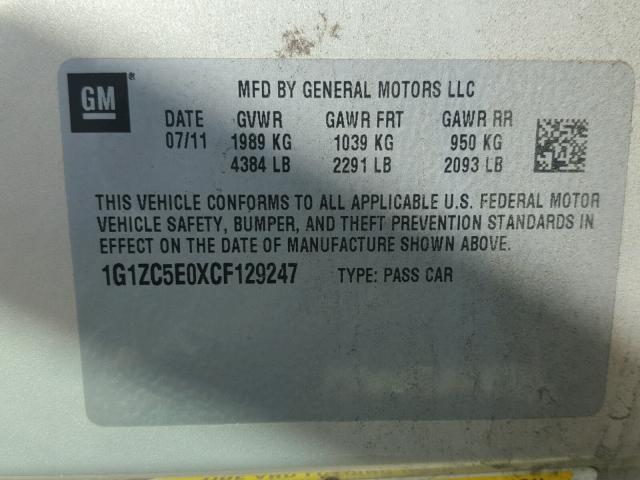 GM ®
MFD BY GENERAL MOTORS LLC
DATE GVWR GAWR FRT GAWR RR
07/11 1989 KG 1039 KG 950 KG
4384 LB 2291 LB 2093 LB
THIS VEHICLE CONFORMS TO ALL APPLICABLE U.S. FEDERAL MOTOR
VEHICLE SAFETY, BUMPER, AND THEFT PREVENTION STANDARDS IN
EFFECT ON THE DATE OF MANUFACTURE SHOWN ABOVE.
1G1ZC5E0XCF129247 TYPE: PASS CAR